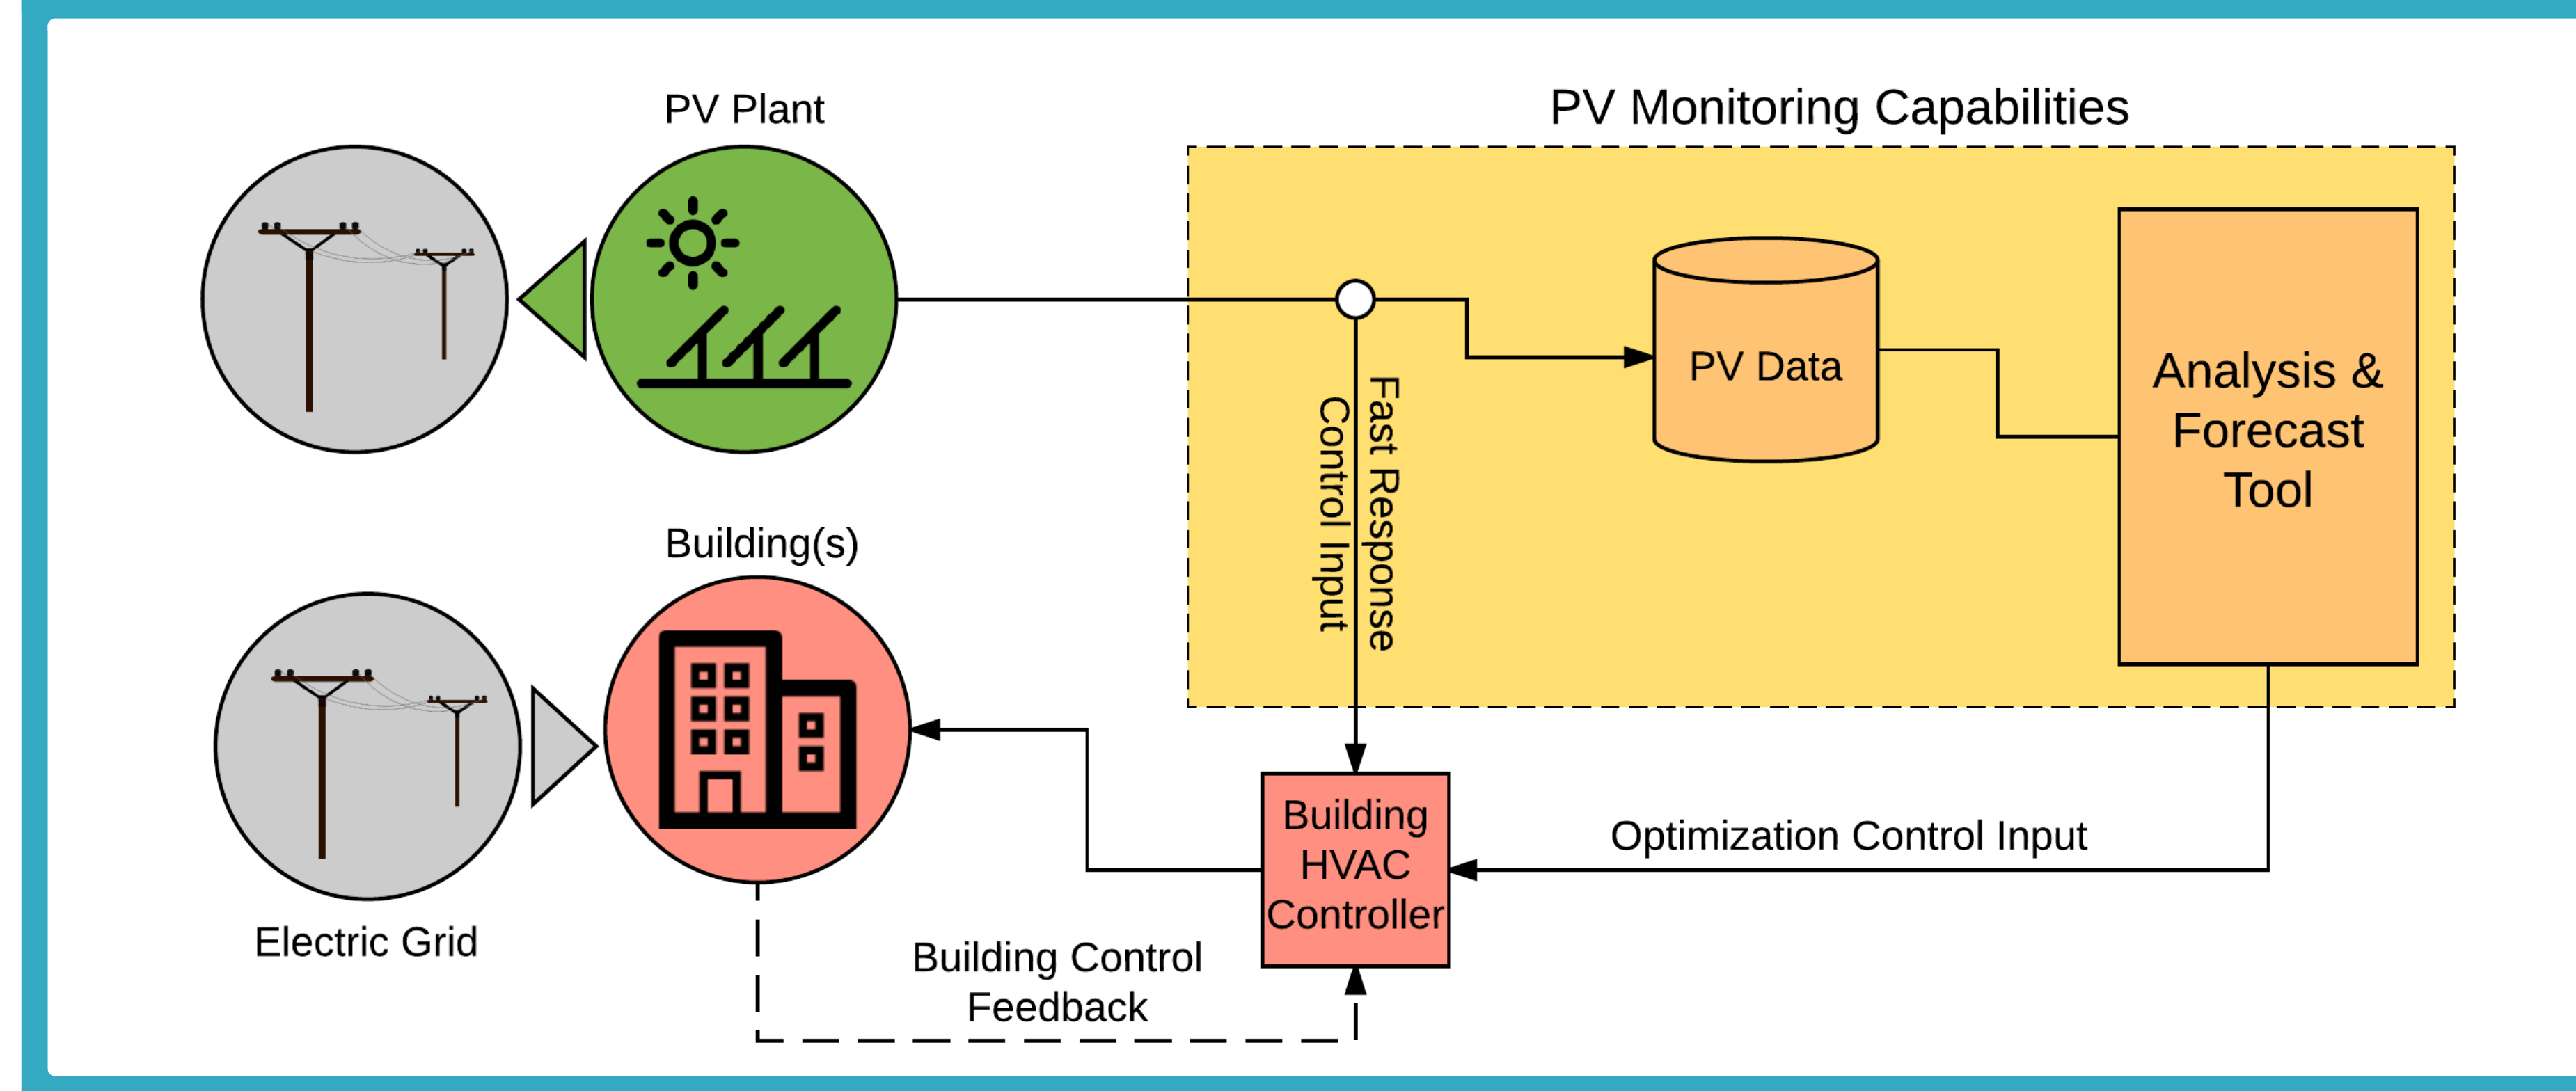 PV Plant
PV Monitoring Capabilities
PV Data
Analysis &
Forecast
Tool
Fast Response
Control Input
Building(s)
Building
HVAC
Controller
Optimization Control Input
Electric Grid
Building Control
Feedback